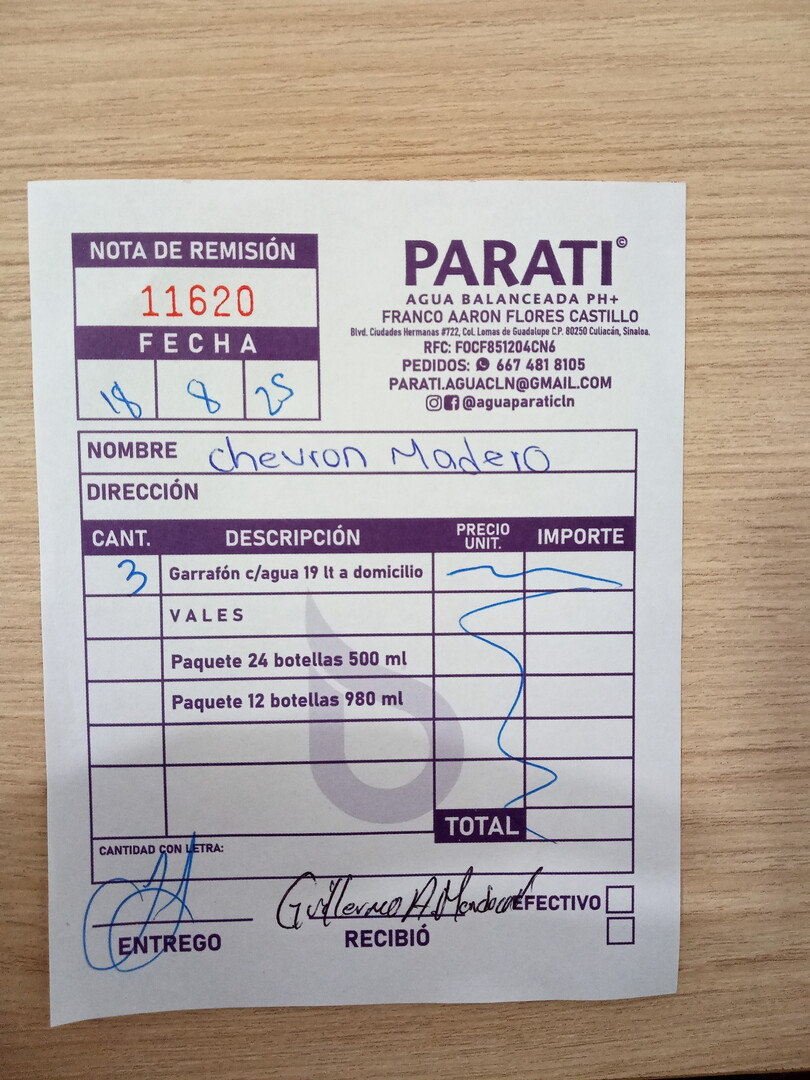 NOTA DE REMISIÓN
11620
FECHA
18 8 25
PARATI©
AGUA BALANCEADA PH+
FRANCO AARON FLORES CASTILLO
Blvd. Ciudades Hermanas #722, Col. Lomas de Guadalupe C.P. 80250 Culiacán, Sinaloa.
RFC: FOCF851204CN6
PEDIDOS: 667 481 8105
PARATI.AGUACLN@GMAIL.COM
@aguaparaticln
NOMBRE Chevron Madero
DIRECCIÓN
CANT. DESCRIPCIÓN PRECIO UNIT. IMPORTE
3 Garrafón c/agua 19 lt a domicilio
VALES
Paquete 24 botellas 500 ml
Paquete 12 botellas 980 ml
TOTAL
CANTIDAD CON LETRA:
Guillermo A.
EFECTIVO
ENTREGO
RECIBIÓ